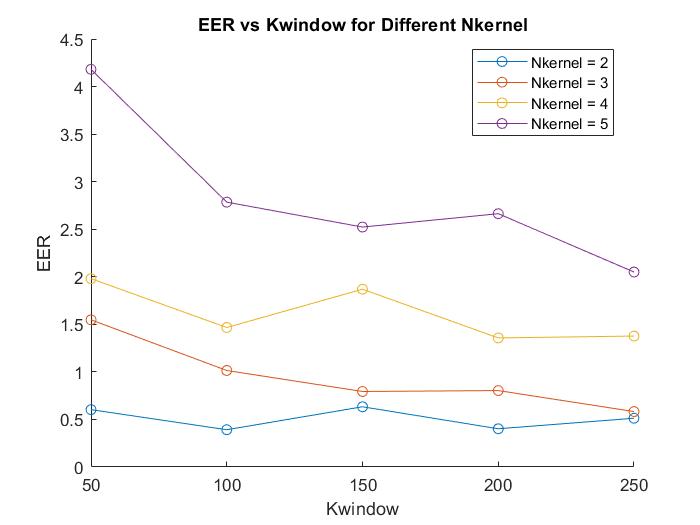 EER vs Kwindow for Different Nkernel
Nkernel = 2
Nkernel = 3
Nkernel = 4
Nkernel = 5
EER
4.5
4
3.5
3
2.5
2
1.5
1
0.5
0
50 100 150 200 250
Kwindow